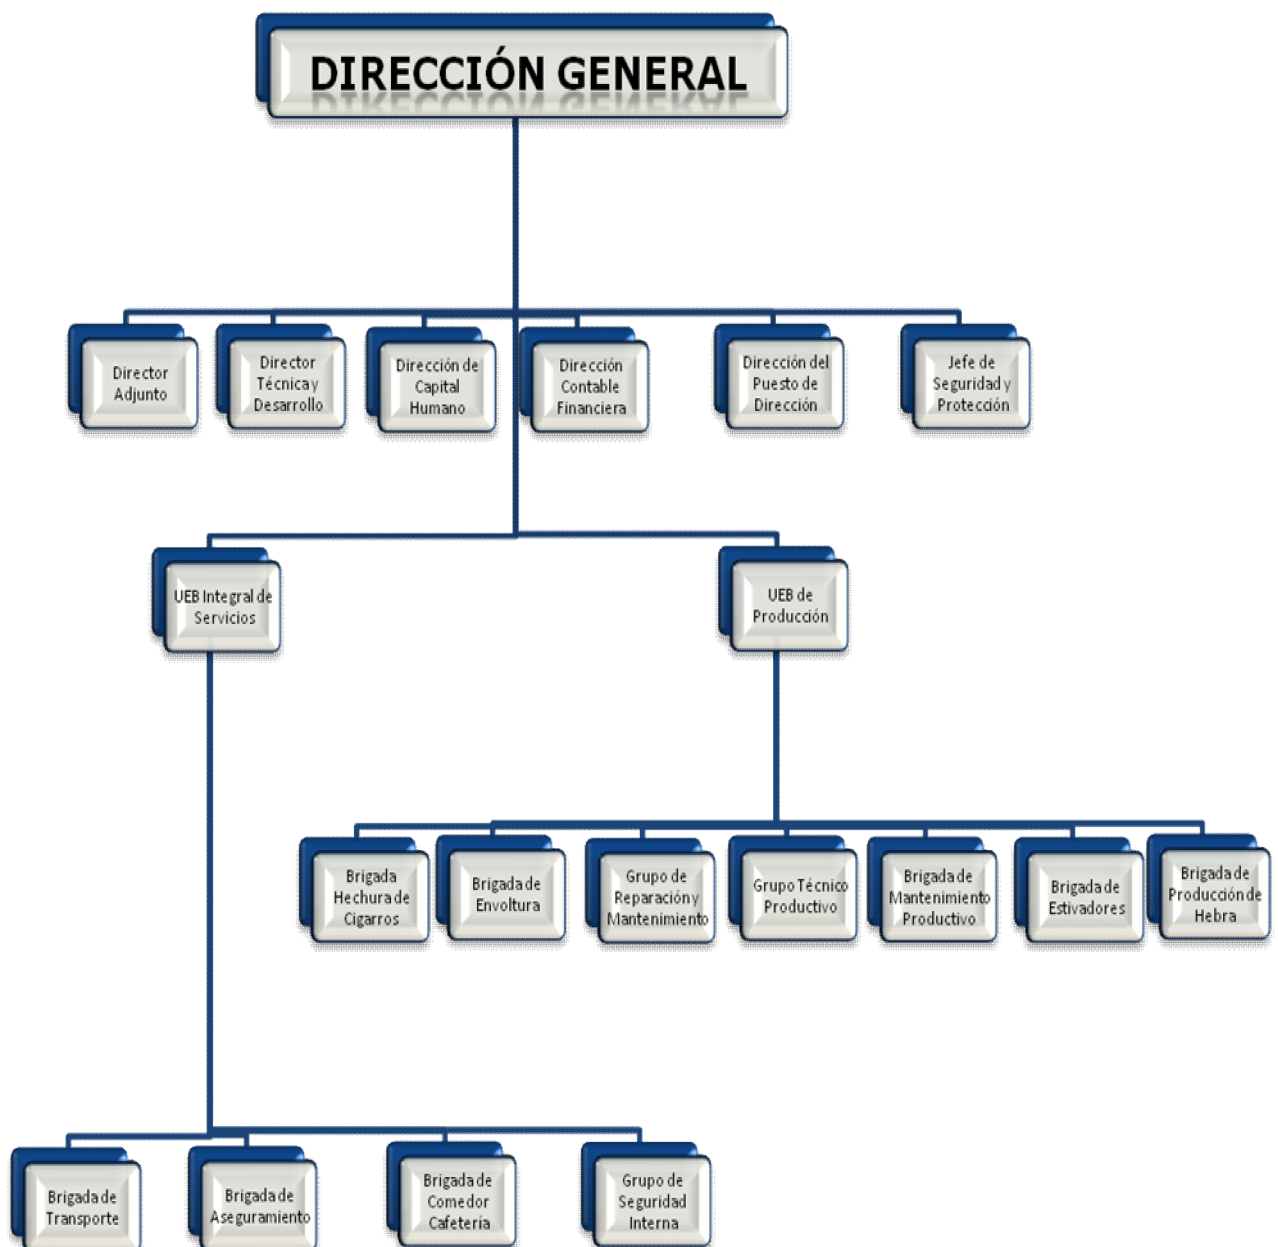 DIRECCIÓN GENERAL
Director
Adjunto
Director
Técnica y
Desarrollo
Dirección de
Capital
Humano
Dirección
Contable
Financiera
Dirección del
Puesto de
Dirección
Jefe de
Seguridad y
Protección
UEB Integral de
Servicios
UEB de
Producción
Brigada
Hechura de
Cigarros
Brigada de
Envoltura
Grupo de
Reparación y
Mantenimiento
Grupo Técnico
Productivo
Brigada de
Mantenimiento
Productivo
Brigada de
Estivadores
Brigada de
Producción de
Hebra
Brigada de
Transporte
Brigada de
Aseguramiento
Brigada de
Comedor
Cafetería
Grupo de
Seguridad
Interna